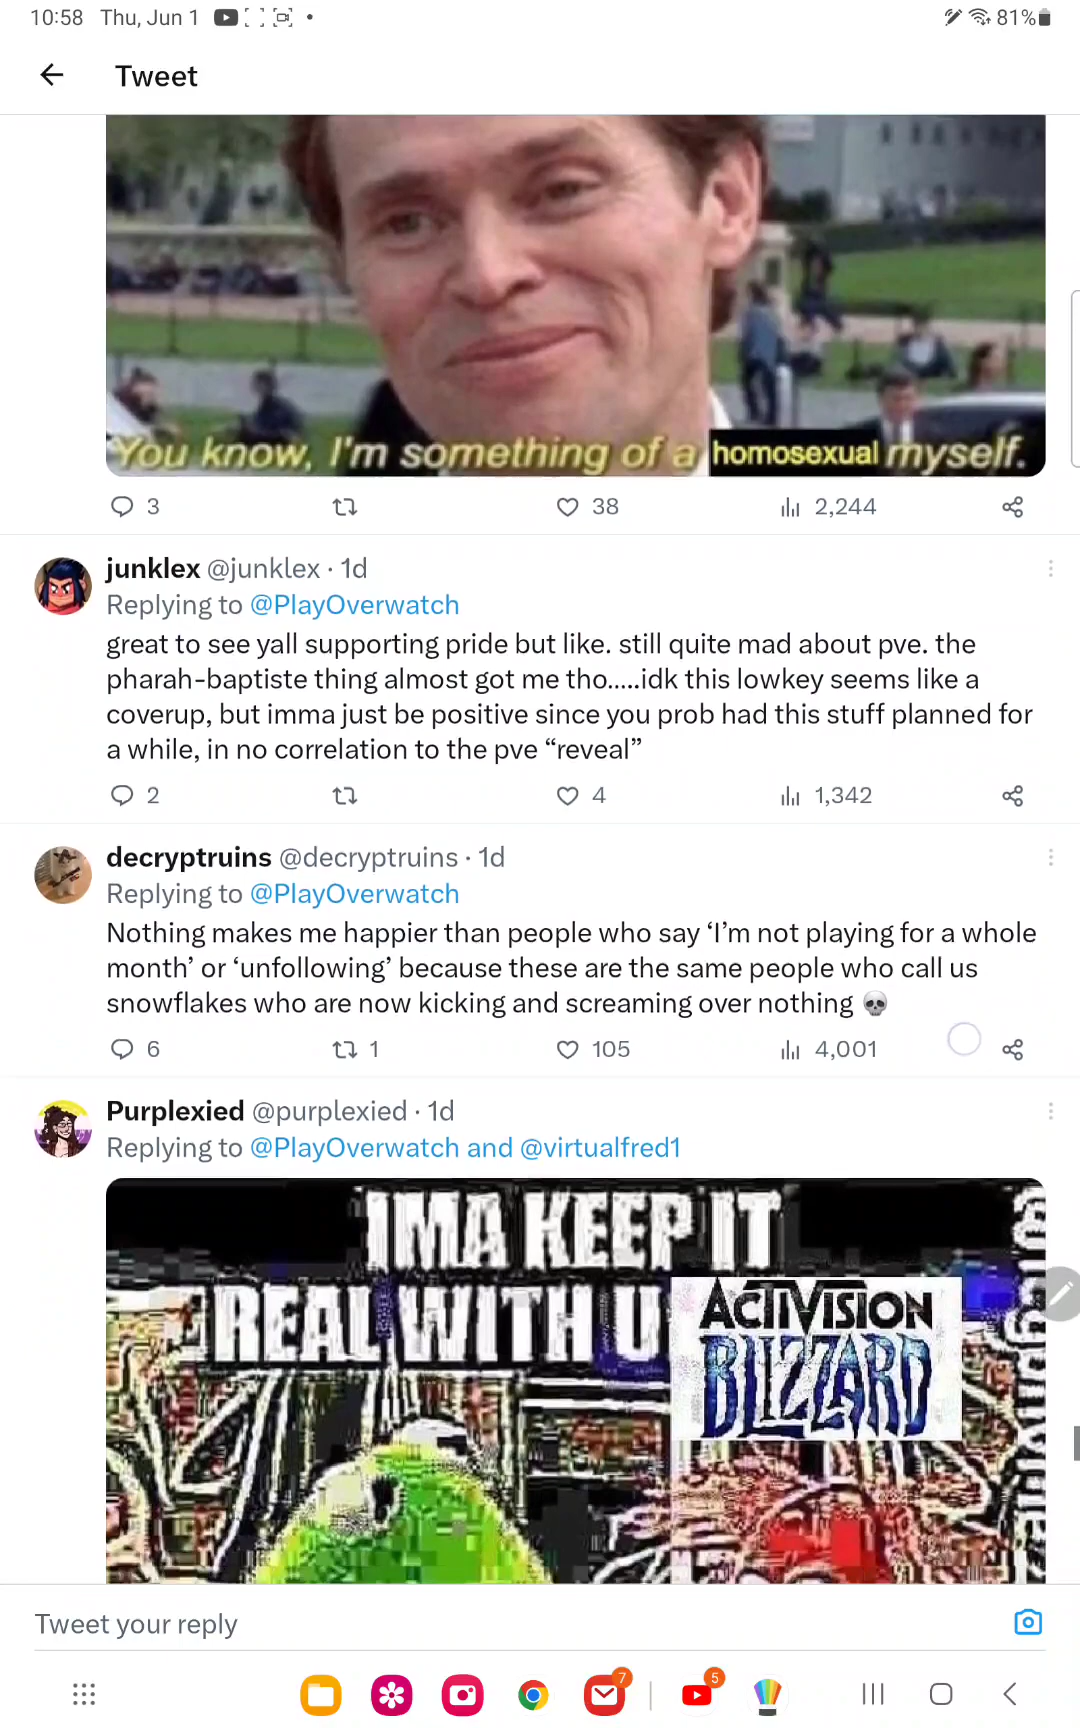 10:58 Thu, Jun 1 81%
Tweet
You know, I'm something of a homosexual myself.
3 38 2,244
junklex @junklex · 1d
Replying to @PlayOverwatch
great to see yall supporting pride but like. still quite mad about pve. the
pharah-baptiste thing almost got me tho.....idk this lowkey seems like a
coverup, but imma just be positive since you prob had this stuff planned for
a while, in no correlation to the pve “reveal”
2 4 1,342
decryptruins @decryptruins · 1d
Replying to @PlayOverwatch
Nothing makes me happier than people who say ‘I’m not playing for a whole
month’ or ‘unfollowing’ because these are the same people who call us
snowflakes who are now kicking and screaming over nothing 💀
6 1 105 4,001
Purplexied @purplexied · 1d
Replying to @PlayOverwatch and @virtualfred1
IMA KEEP IT
REAL WITH U
ACTIVISION
BLIZZARD
Tweet your reply
7 5